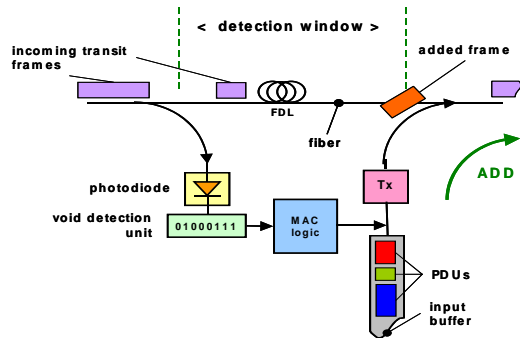 < detection window >
incoming transit
frames
added frame
FDL
fiber
photodiode
Tx
ADD
void detection
unit
01000111
MAC
logic
PDUs
input
buffer